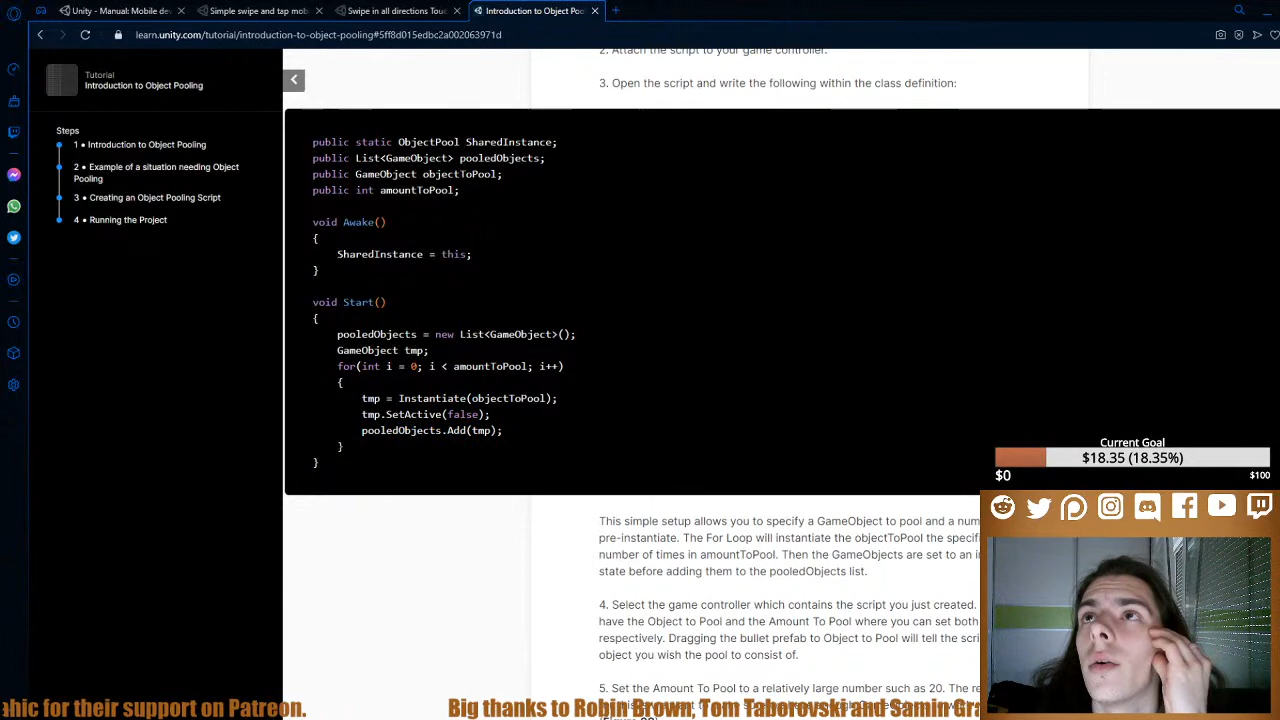 Unity - Manual: Mobile dev
Simple swipe and tap mob
Swipe in all directions Tou
Introduction to Object Poo
learn.unity.com/tutorial/introduction-to-object-pooling#5ff8d015edbc2a002063971d
Tutorial
Introduction to Object Pooling
Steps
1 • Introduction to Object Pooling
2 • Example of a situation needing Object
Pooling
3 • Creating an Object Pooling Script
4 • Running the Project
2. Attach the script to your game controller.
3. Open the script and write the following within the class definition:
public static ObjectPool SharedInstance;
public List<GameObject> pooledObjects;
public GameObject objectToPool;
public int amountToPool;
void Awake()
{
SharedInstance = this;
}
void Start()
{
pooledObjects = new List<GameObject>();
GameObject tmp;
for(int i = 0; i < amountToPool; i++)
{
tmp = Instantiate(objectToPool);
tmp.SetActive(false);
pooledObjects.Add(tmp);
}
}
This simple setup allows you to specify a GameObject to pool and a num
pre-instantiate. The For Loop will instantiate the objectToPool the specif
number of times in amountToPool. Then the GameObjects are set to an in
state before adding them to the pooledObjects list.
4. Select the game controller which contains the script you just created.
have the Object to Pool and the Amount To Pool where you can set both
respectively. Dragging the bullet prefab to Object to Pool will tell the scri
object you wish the pool to consist of.
5. Set the Amount To Pool to a relatively large number such as 20. The re
Current Goal
$18.35 (18.35%)
$0
$100
hic for their support on Patreon.
Big thanks to Robin Brown, Tom Taborovski and Samin Gra